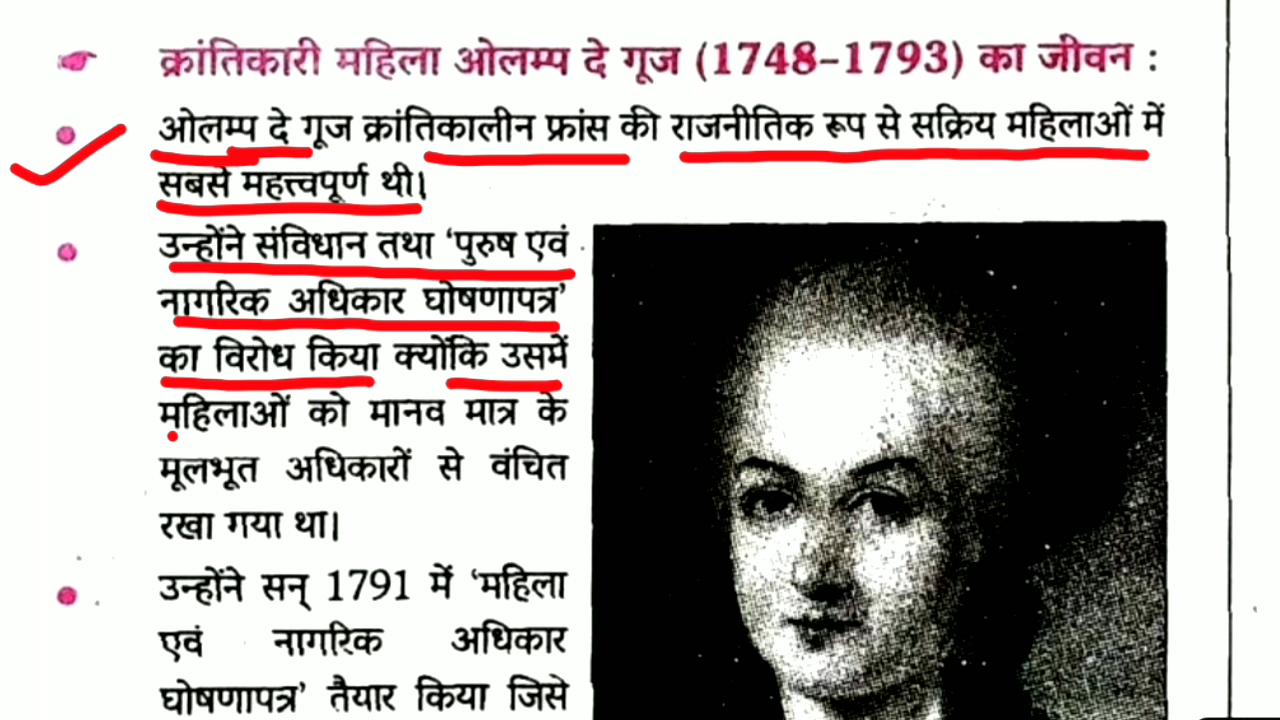 क्रांतिकारी महिला ओलम्प दे गूज (1748-1793) का जीवन :
ओलम्प दे गूज क्रांतिकालीन फ्रांस की राजनीतिक रूप से सक्रिय महिलाओं में
सबसे महत्त्वपूर्ण थी।
उन्होंने संविधान तथा ‘पुरुष एवं
नागरिक अधिकार घोषणापत्र’
का विरोध किया क्योंकि उसमें
महिलाओं को मानव मात्र के
मूलभूत अधिकारों से वंचित
रखा गया था।
उन्होंने सन् 1791 में ‘महिला
एवं नागरिक अधिकार
घोषणापत्र’ तैयार किया जिसे